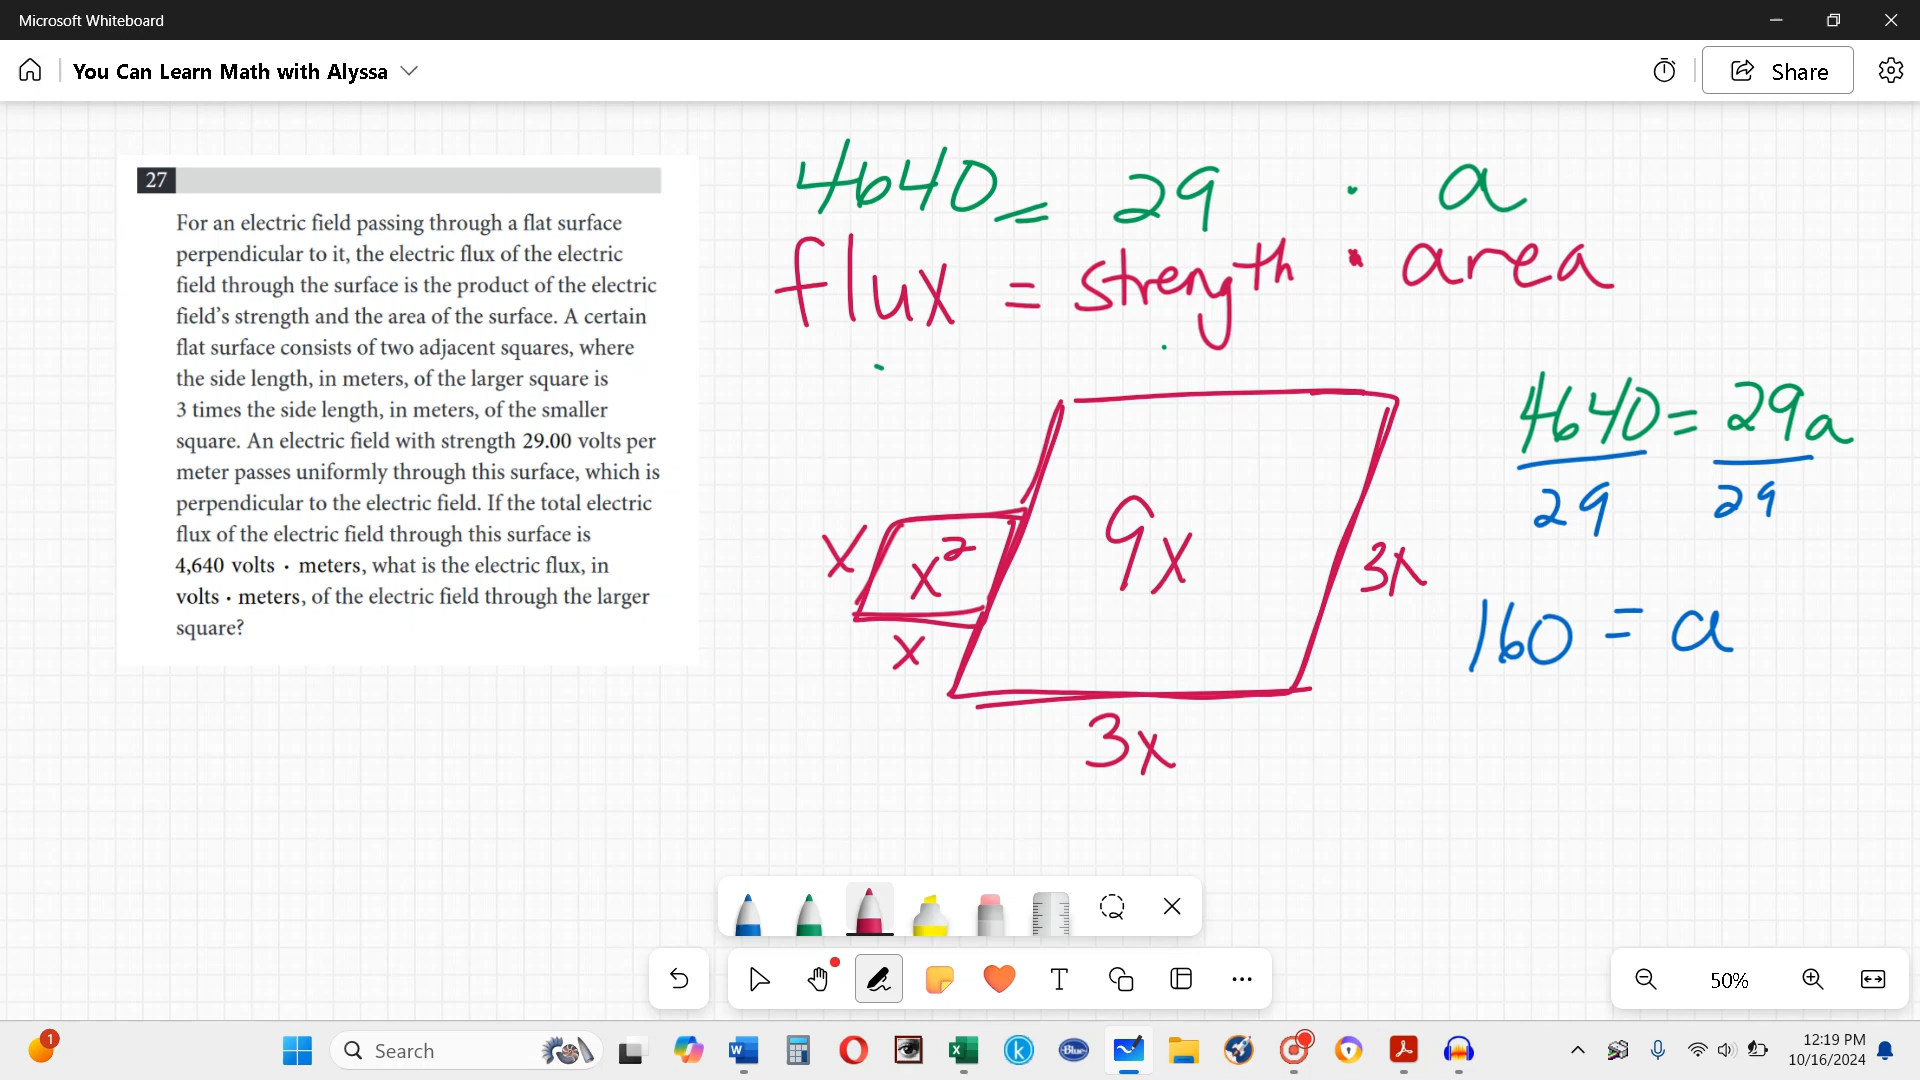 Microsoft Whiteboard
You Can Learn Math with Alyssa
Share
27
For an electric field passing through a flat surface
perpendicular to it, the electric flux of the electric
field through the surface is the product of the electric
field's strength and the area of the surface. A certain
flat surface consists of two adjacent squares, where
the side length, in meters, of the larger square is
3 times the side length, in meters, of the smaller
square. An electric field with strength 29.00 volts per
meter passes uniformly through this surface, which is
perpendicular to the electric field. If the total electric
flux of the electric field through this surface is
4,640 volts · meters, what is the electric flux, in
volts · meters, of the electric field through the larger
square?
4640 = 29 · a
flux = strength · area
4640 = 29a
29 29
160 = a
x
x²
x
9x
3x
3x
50%
1
Search
12:19 PM
10/16/2024